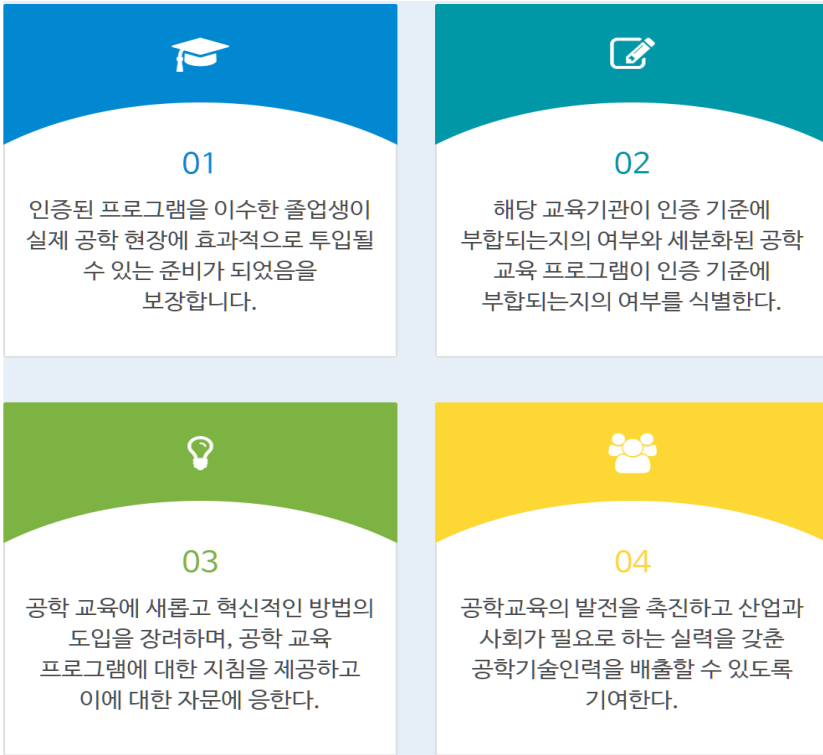 01
인증된 프로그램을 이수한 졸업생이
실제 공학 현장에 효과적으로 투입될
수 있는 준비가 되었음을
보장합니다.
02
해당 교육기관이 인증 기준에
부합되는지의 여부와 세분화된 공학
교육 프로그램이 인증 기준에
부합되는지의 여부를 식별한다.
03
공학 교육에 새롭고 혁신적인 방법의
도입을 장려하며, 공학 교육
프로그램에 대한 지침을 제공하고
이에 대한 자문에 응한다.
04
공학교육의 발전을 촉진하고 산업과
사회가 필요로 하는 실력을 갖춘
공학기술인력을 배출할 수 있도록
기여한다.